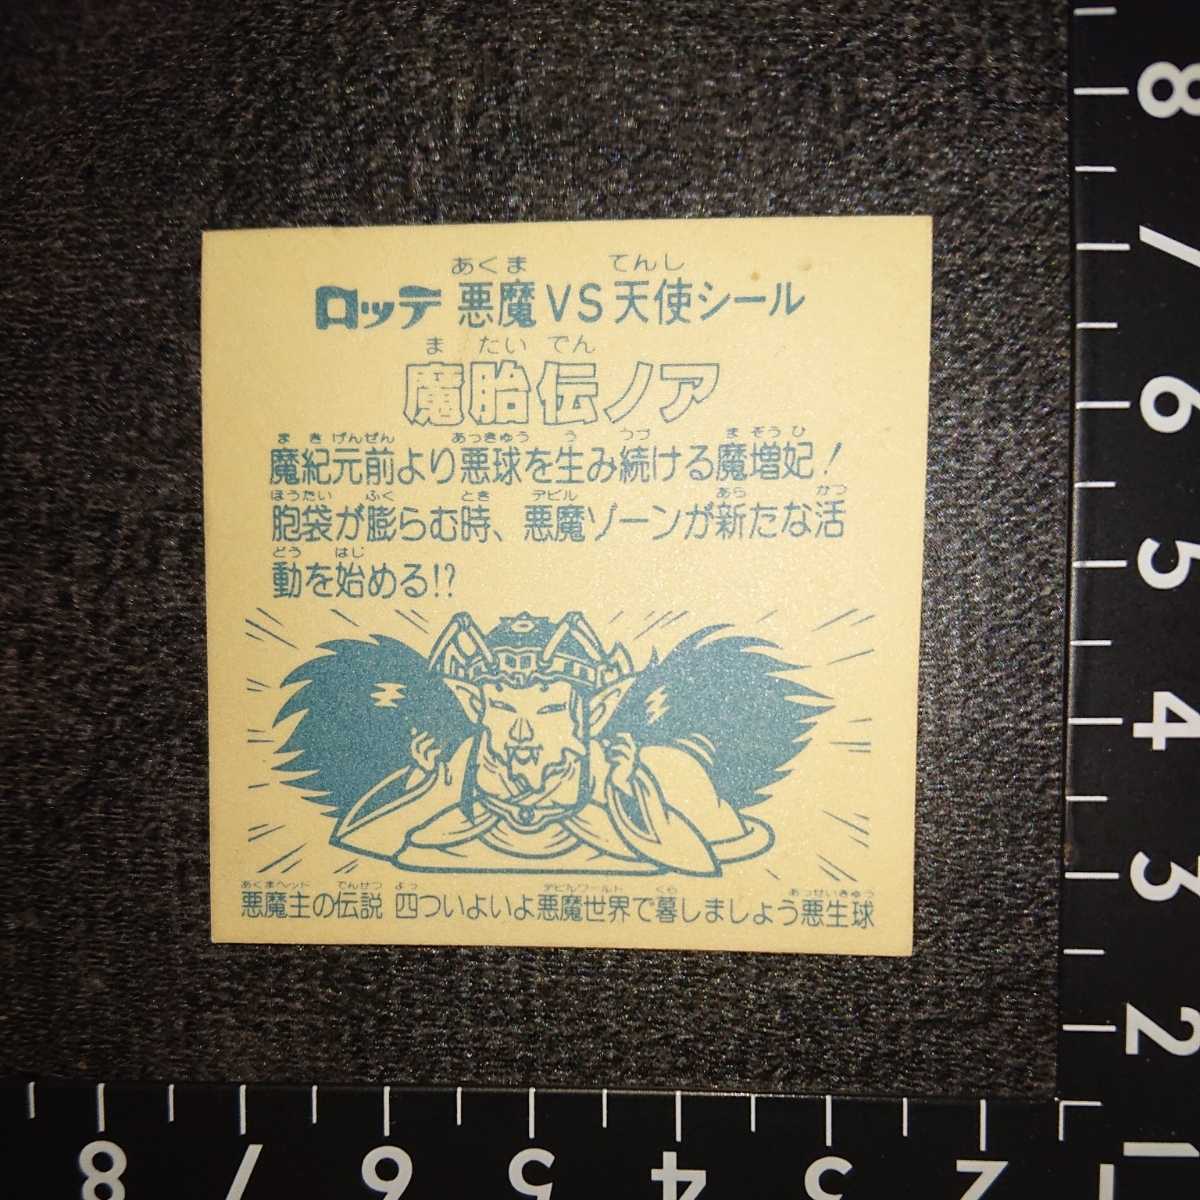 あくま てんし
ロッテ 悪魔VS天使シール
ま たい でん
魔胎伝ノア
ま き げんぜん あっきゅう う つづ ま ぞう ひ
魔紀元前より悪球を生み続ける魔増妃!
ほうたい ふく とき デビル あら かつ
胞袋が膨らむ時、悪魔ゾーンが新たな活
どう はじ
動を始める!?
あくまヘッド でんせつ よっ デビルワールド くら あっせいきゅう
悪魔主の伝説 四ついよいよ悪魔世界で暮しましょう悪生球
8
7
6
5
4
3
2
8 7 6 5 4 3 2 1